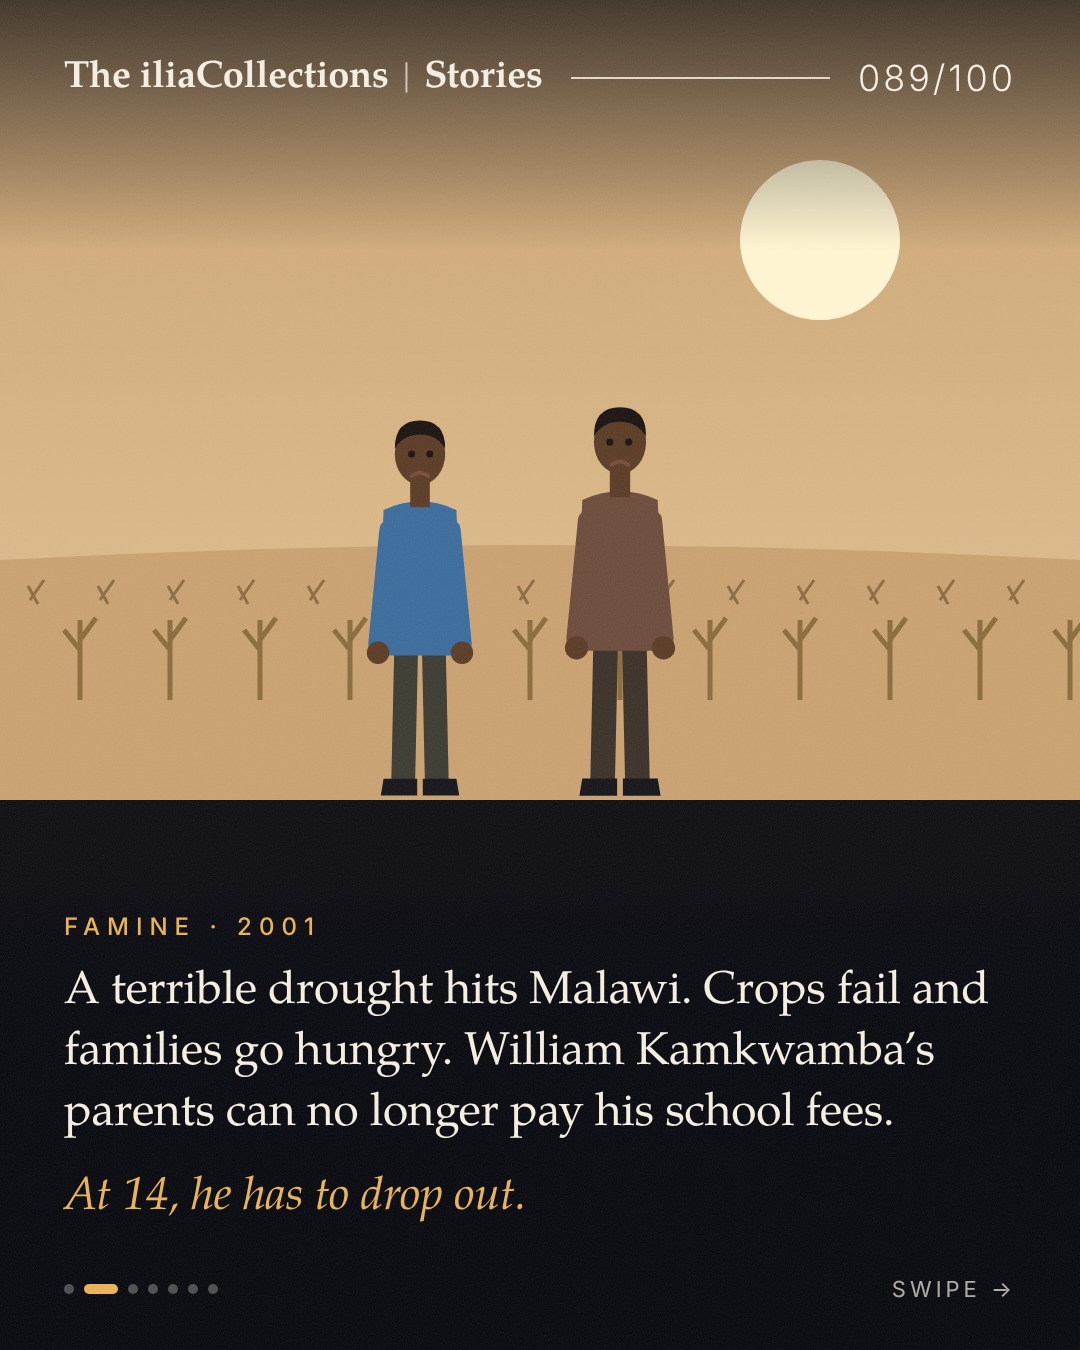 The iliaCollections | Stories 089/100
FAMINE · 2001
A terrible drought hits Malawi. Crops fail and
families go hungry. William Kamkwamba’s
parents can no longer pay his school fees.
At 14, he has to drop out.
SWIPE →